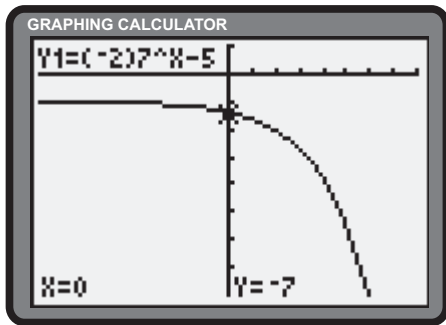 GRAPHING CALCULATOR
Y1=(-2)7^X-5
X=0 Y=-7